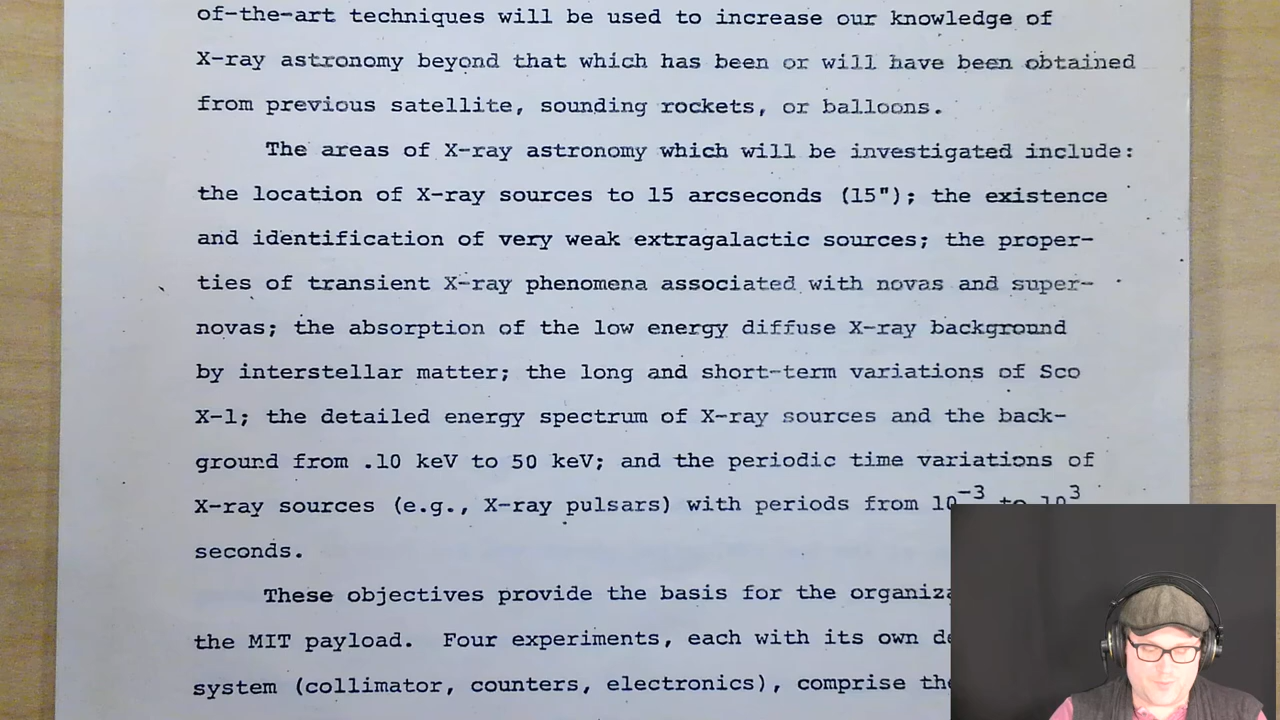 of-the-art techniques will be used to increase our knowledge of
X-ray astronomy beyond that which has been or will have been obtained
from previous satellite, sounding rockets, or balloons.
The areas of X-ray astronomy which will be investigated include:
the location of X-ray sources to 15 arcseconds (15"); the existence
and identification of very weak extragalactic sources; the proper-
ties of transient X-ray phenomena associated with novas and super-
novas; the absorption of the low energy diffuse X-ray background
by interstellar matter; the long and short-term variations of Sco
X-1; the detailed energy spectrum of X-ray sources and the back-
ground from .10 keV to 50 keV; and the periodic time variations of
X-ray sources (e.g., X-ray pulsars) with periods from 10⁻³ to 10³
seconds.
These objectives provide the basis for the
the MIT payload. Four experiments, each with its own
system (collimator, counters, electronics), comprise